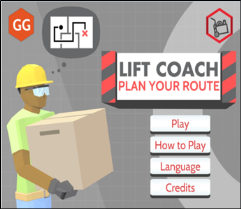 GG
x
LIFT COACH
PLAN YOUR ROUTE
Play
How to Play
Language
Credits